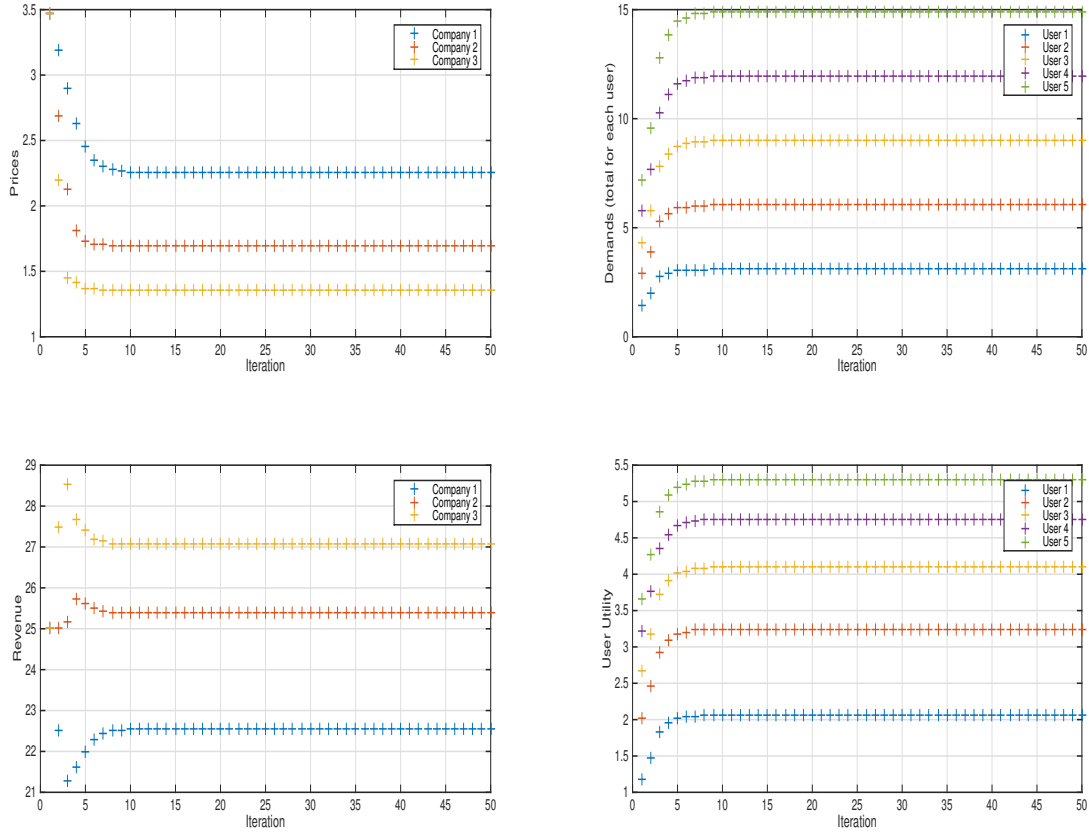 3.5
3
2.5
2
1.5
1
Prices
0 5 10 15 20 25 30 35 40 45 50
Iteration
Company 1
Company 2
Company 3
15
10
5
0
Demands (total for each user)
0 5 10 15 20 25 30 35 40 45 50
Iteration
User 1
User 2
User 3
User 4
User 5
29
28
27
26
25
24
23
22
21
Revenue
0 5 10 15 20 25 30 35 40 45 50
Iteration
Company 1
Company 2
Company 3
5.5
5
4.5
4
3.5
3
2.5
2
1.5
1
User Utility
0 5 10 15 20 25 30 35 40 45 50
Iteration
User 1
User 2
User 3
User 4
User 5